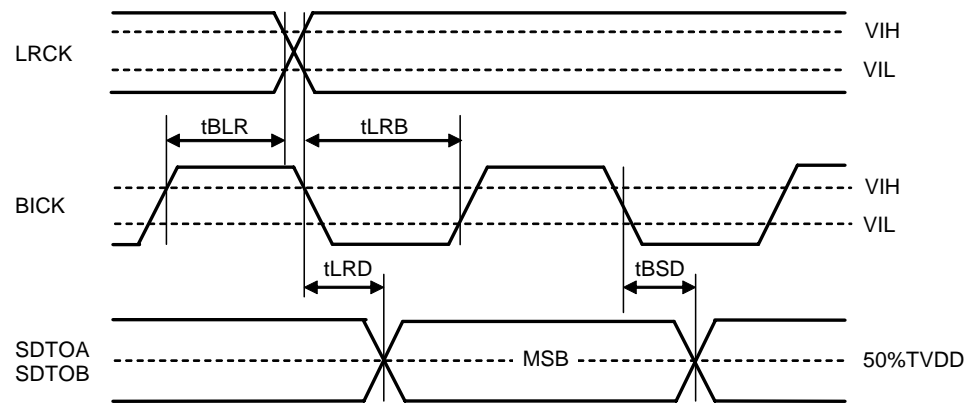 LRCK
VIH
VIL
tBLR
tLRB
BICK
VIH
VIL
tLRD
tBSD
SDTOA
SDTOB
MSB
50%TVDD